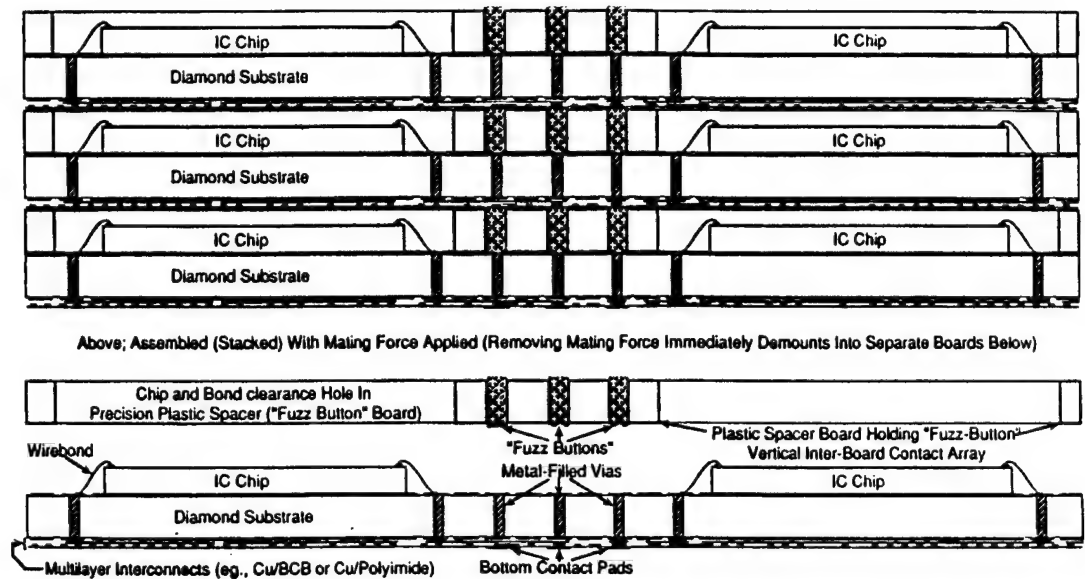 IC Chip
IC Chip
Diamond Substrate
IC Chip
IC Chip
Diamond Substrate
IC Chip
IC Chip
Diamond Substrate
Above; Assembled (Stacked) With Mating Force Applied (Removing Mating Force Immediately Demounts Into Separate Boards Below)
Chip and Bond clearance Hole In
Precision Plastic Spacer ("Fuzz Button" Board)
"Fuzz Buttons"
Plastic Spacer Board Holding "Fuzz-Button"
Vertical Inter-Board Contact Array
Wirebond
Metal-Filled Vias
IC Chip
IC Chip
Diamond Substrate
Multilayer Interconnects (eg., Cu/BCB or Cu/Polyimide)
Bottom Contact Pads